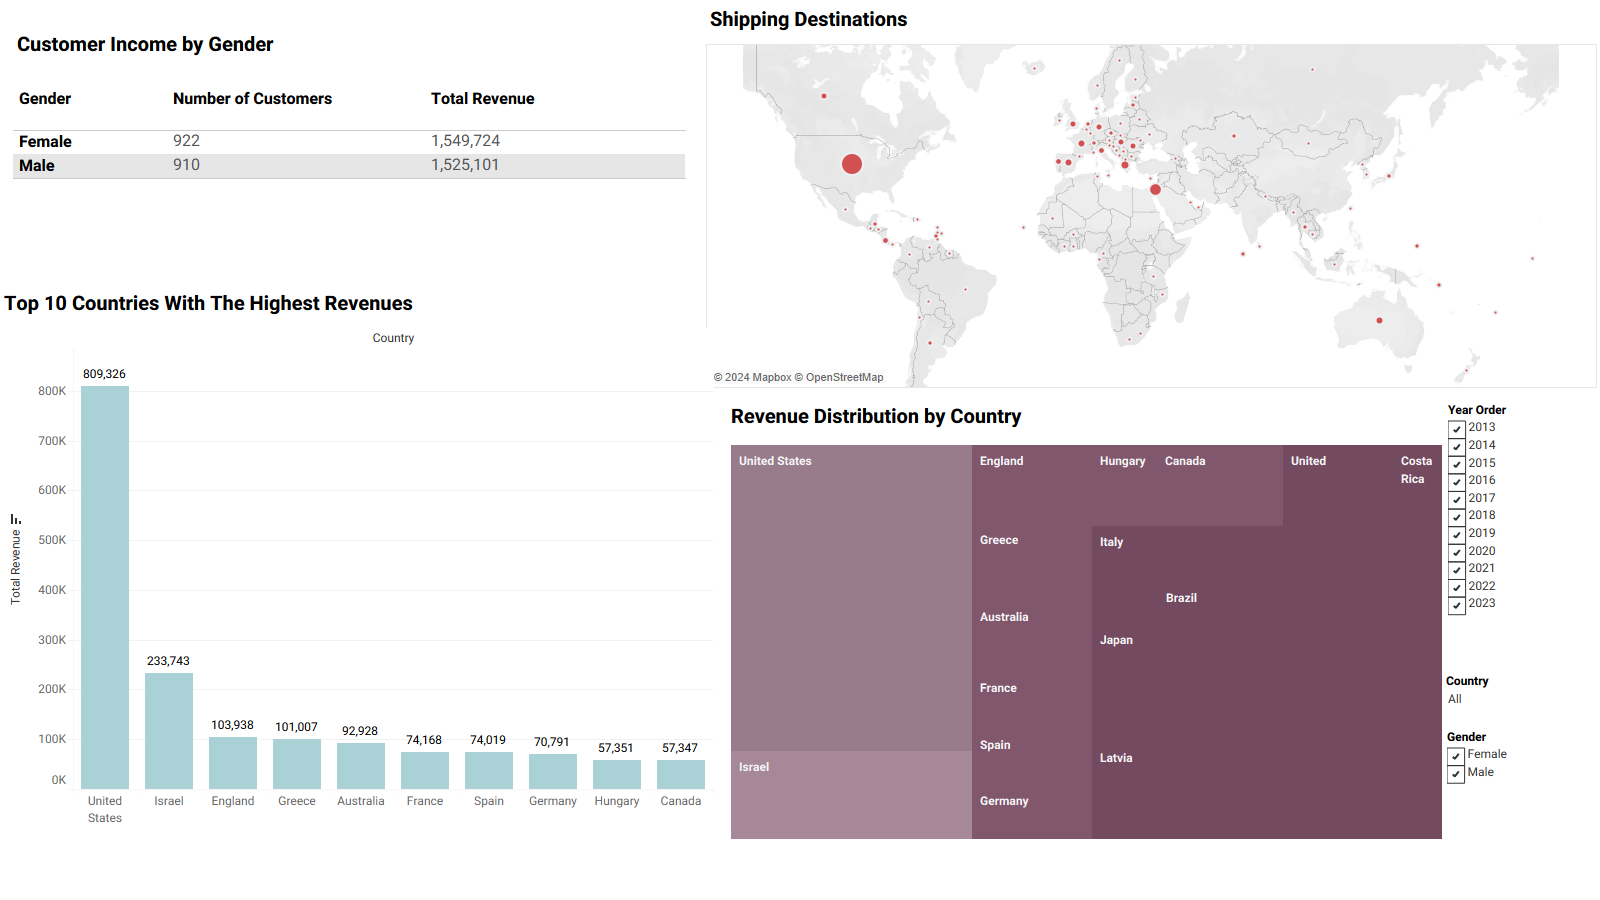 Customer Income by Gender
Gender Number of Customers Total Revenue
Female 922 1,549,724
Male 910 1,525,101
Shipping Destinations
© 2024 Mapbox © OpenStreetMap
Top 10 Countries With The Highest Revenues
Country
Total Revenue
800K
700K
600K
500K
400K
300K
200K
100K
0K
809,326
233,743
103,938
101,007
92,928
74,168
74,019
70,791
57,351
57,347
United
States
Israel
England
Greece
Australia
France
Spain
Germany
Hungary
Canada
Revenue Distribution by Country
United States
Israel
England
Greece
Australia
France
Spain
Germany
Hungary
Canada
Italy
Brazil
Japan
Latvia
United
Costa
Rica
Year Order
2013
2014
2015
2016
2017
2018
2019
2020
2021
2022
2023
Country
All
Gender
Female
Male